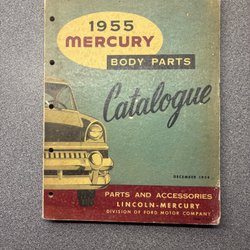 1955
MERCURY
BODY PARTS
Catalogue
DECEMBER 1954
PARTS AND ACCESSORIES
LINCOLN-MERCURY
DIVISION OF FORD MOTOR COMPANY